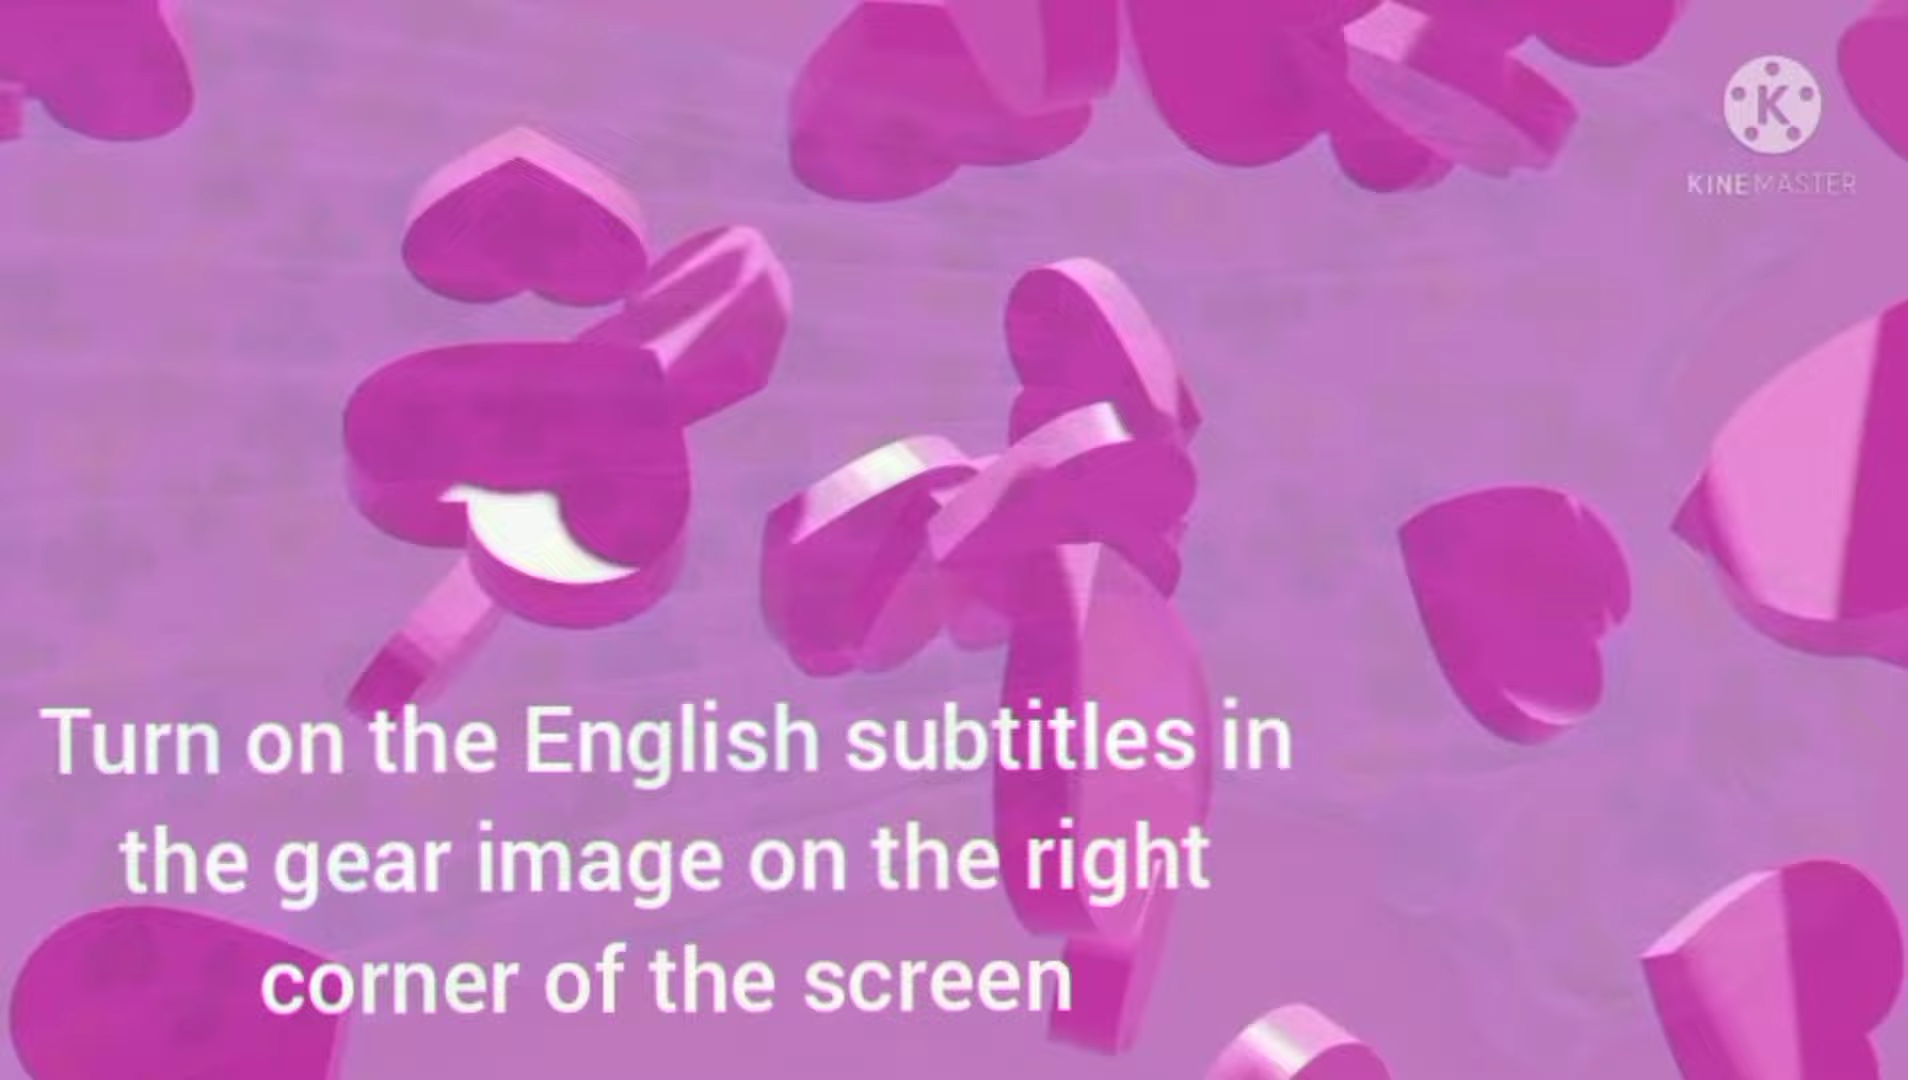 K
KINEMASTER
Turn on the English subtitles in
the gear image on the right
corner of the screen